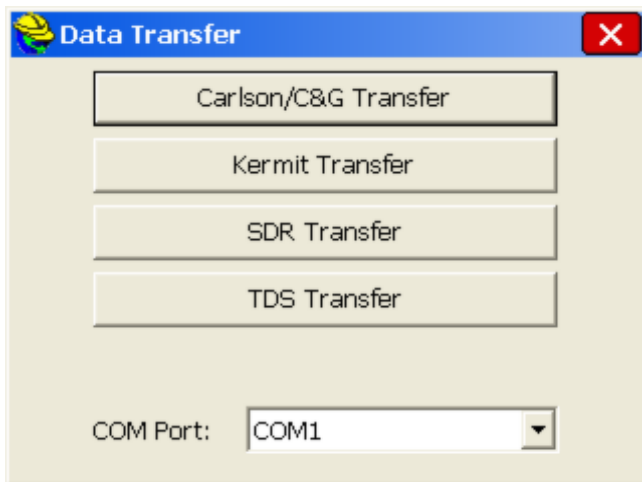 Data Transfer
Carlson/C&G Transfer
Kermit Transfer
SDR Transfer
TDS Transfer
COM Port: COM1